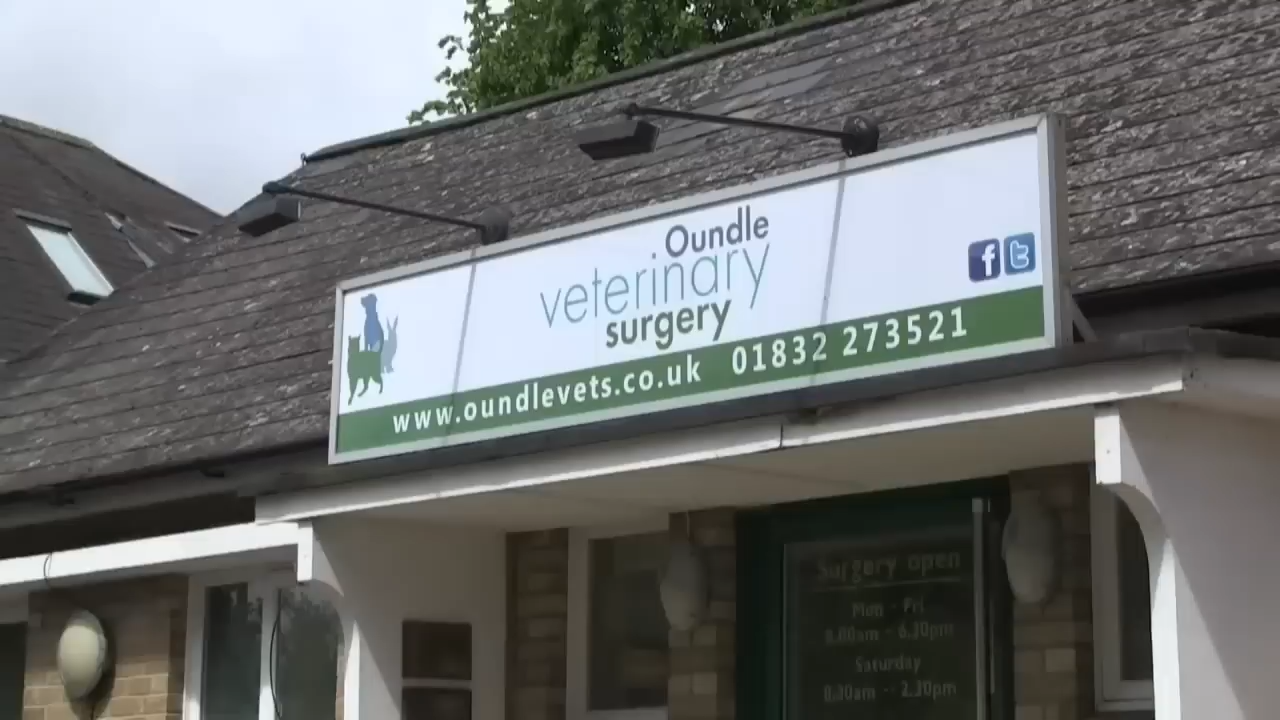 Oundle
veterinary
surgery
www.oundlevets.co.uk 01832 273521
f t
Surgery open
Mon - Fri
8.00am - 6.30pm
Saturday
8.30am - 2.30pm